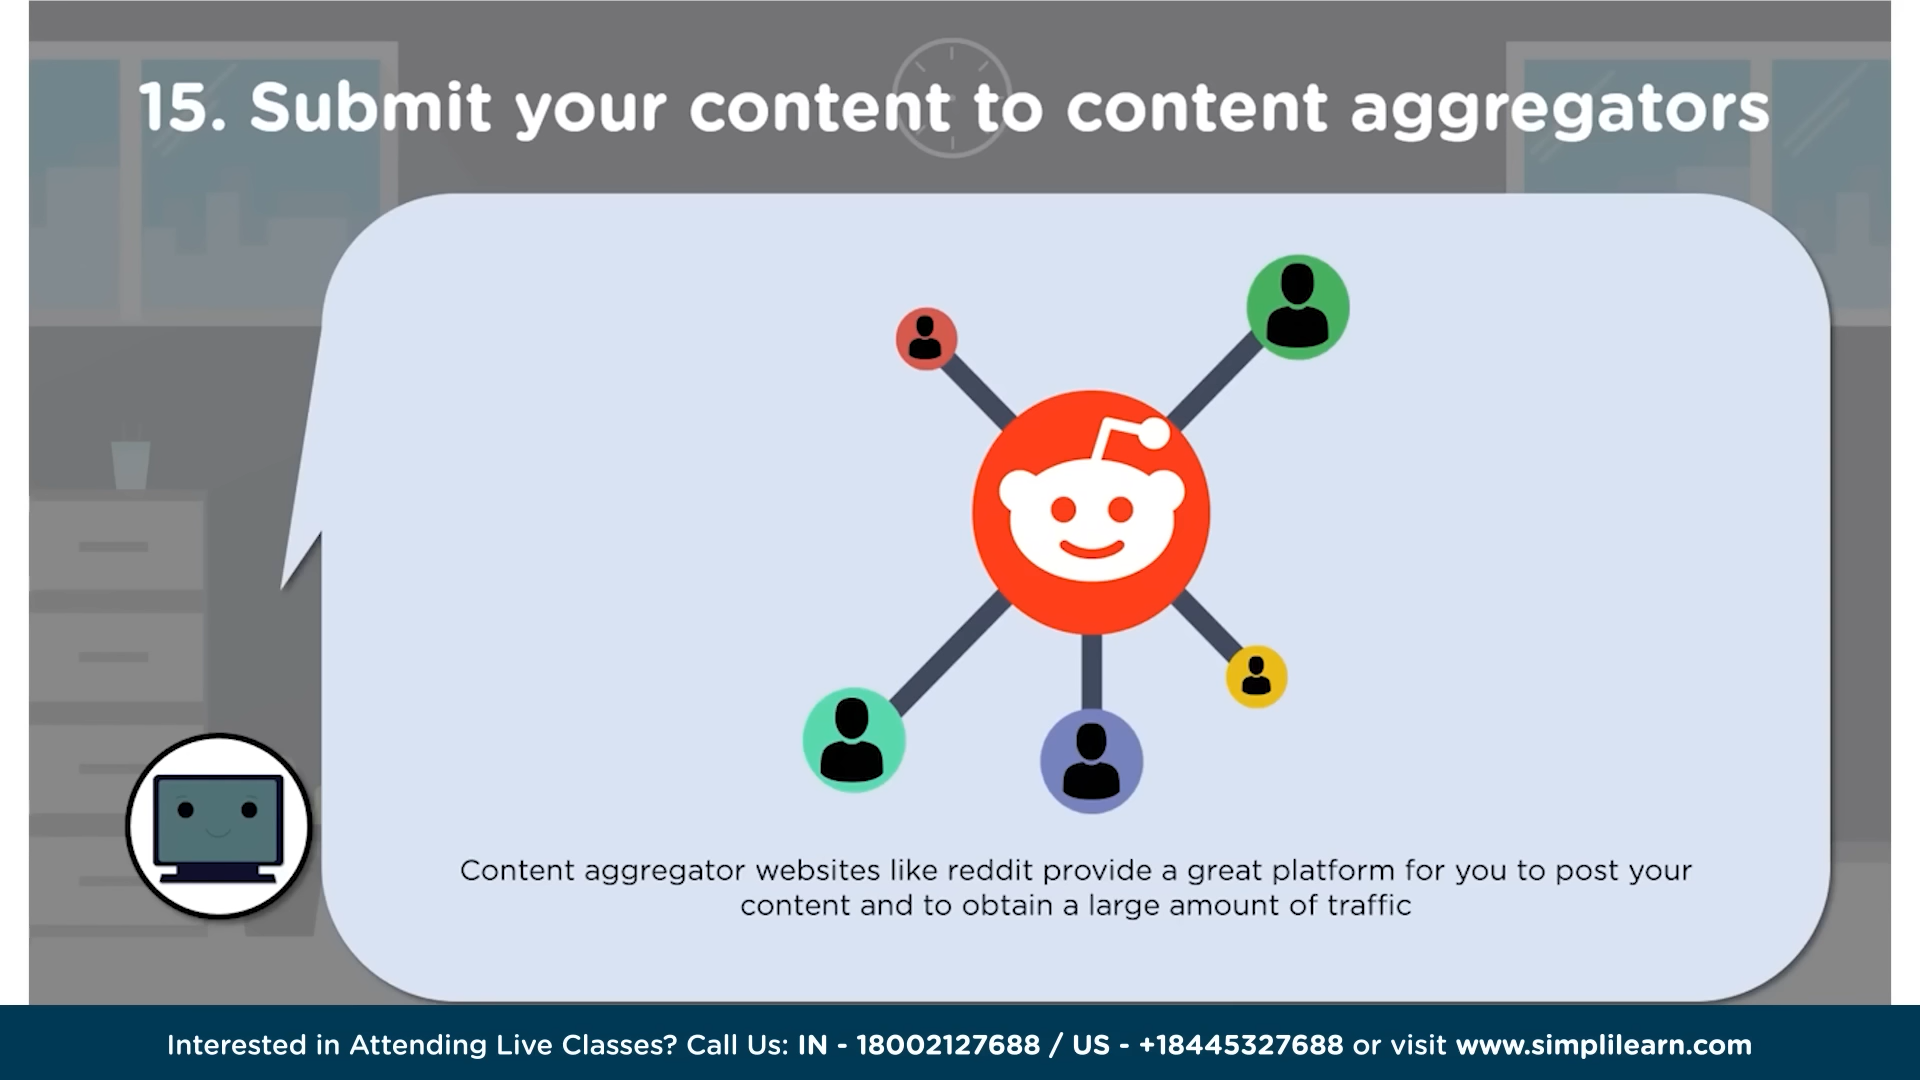 15. Submit your content to content aggregators
Content aggregator websites like reddit provide a great platform for you to post your
content and to obtain a large amount of traffic
Interested in Attending Live Classes? Call Us: IN - 18002127688 / US - +18445327688 or visit www.simplilearn.com